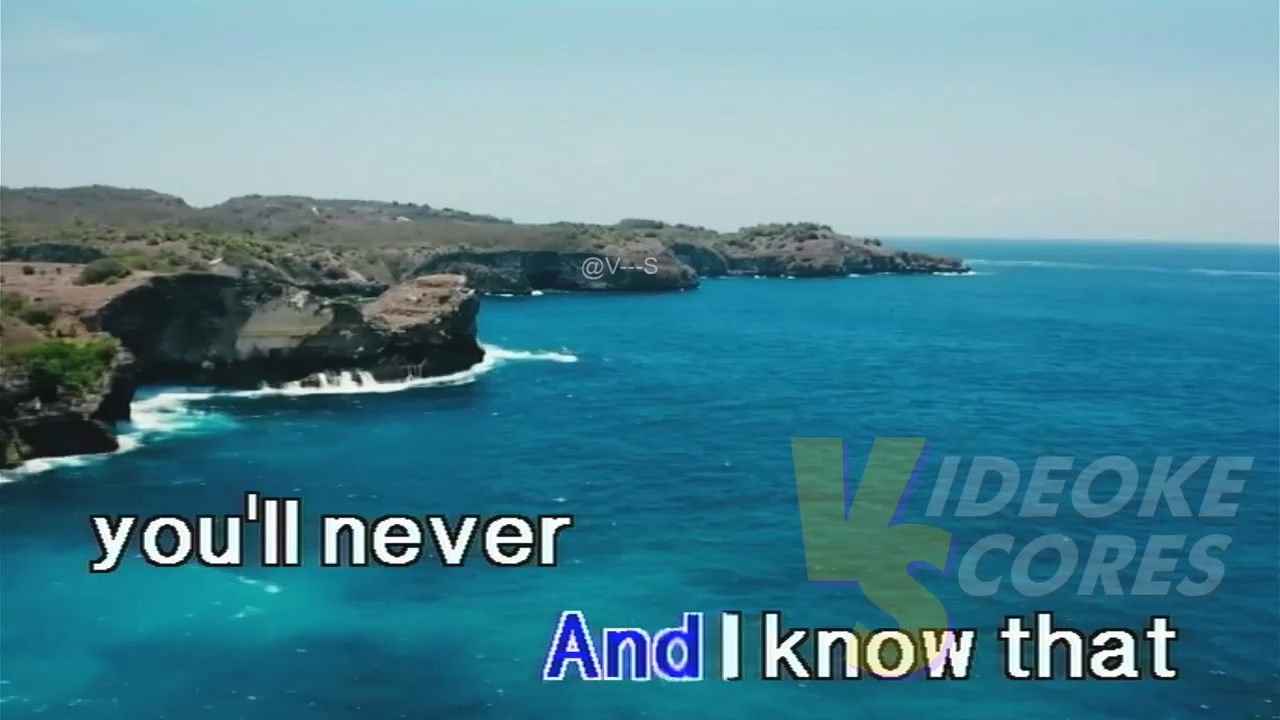 @V---S
VIDEOKE
SCORES
you'll never
And I know that